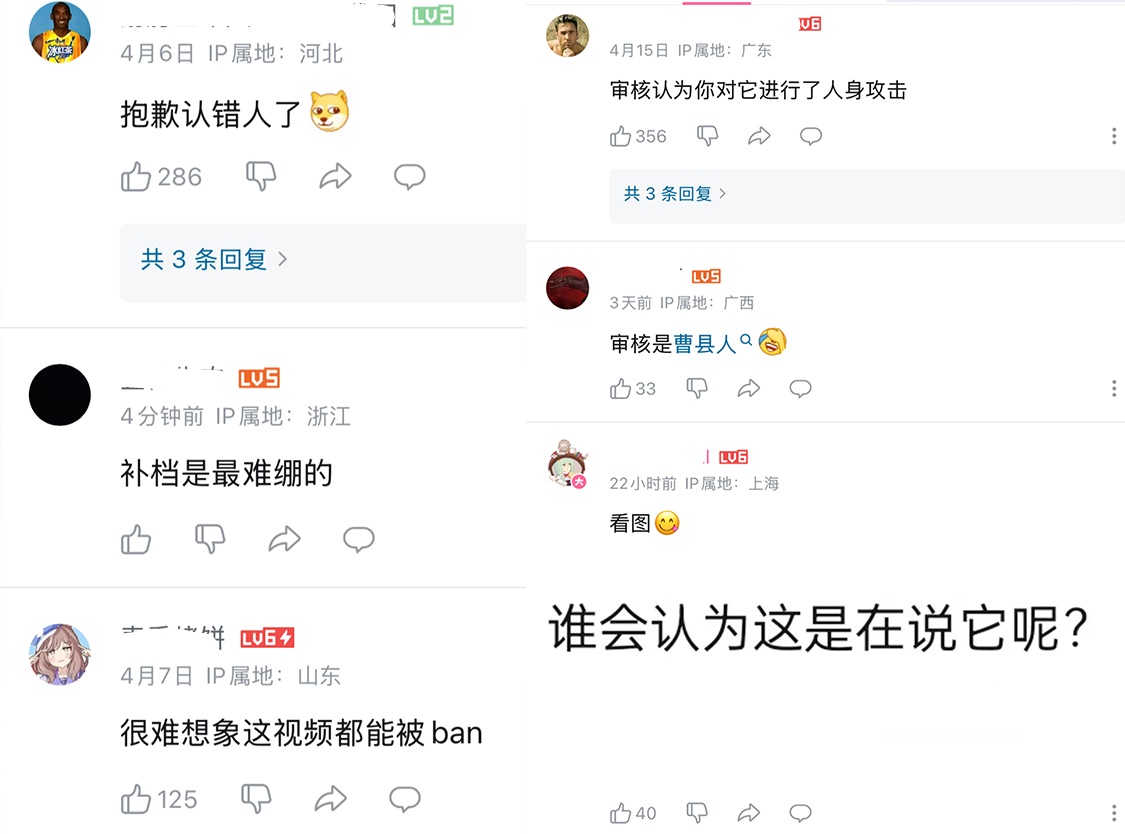 LV2
4月6日 IP属地：河北
抱歉认错人了
286
共 3 条回复 >
LV5
4分钟前 IP属地：浙江
补档是最难绷的
LV6
4月7日 IP属地：山东
很难想象这视频都能被ban
125
LV6
4月15日 IP属地：广东
审核认为你对它进行了人身攻击
356
共 3 条回复 >
LV5
3天前 IP属地：广西
审核是曹县人
33
LV6
22小时前 IP属地：上海
看图
谁会认为这是在说它呢？
40